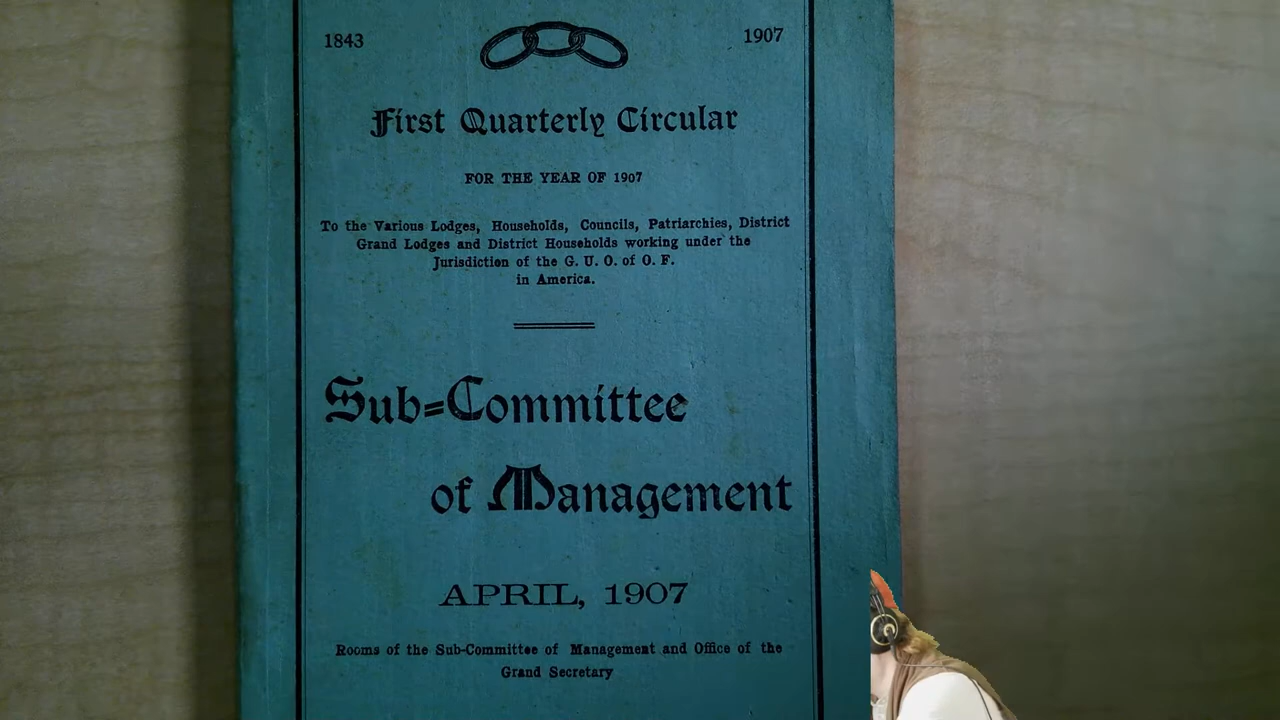 1843 1907
First Quarterly Circular
FOR THE YEAR OF 1907
To the Various Lodges, Households, Councils, Patriarchies, District
Grand Lodges and District Households working under the
Jurisdiction of the G. U. O. of O. F.
in America.
Sub-Committee
of Management
APRIL, 1907
Rooms of the Sub-Committee of Management and Office of the
Grand Secretary